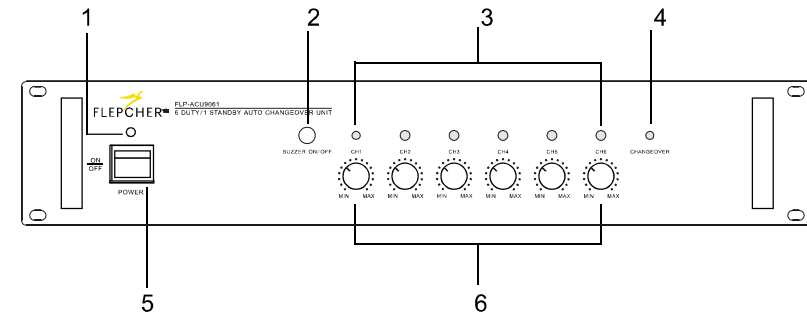 1
2
3
4
FLEPCHER
FLP-ACU9061
6 DUTY/1 STANDBY AUTO CHANGEOVER UNIT
BUZZER ON/OFF
CH1
CH2
CH3
CH4
CH5
CH6
CHANGEOVER
ON
OFF
POWER
MIN MAX
MIN MAX
MIN MAX
MIN MAX
MIN MAX
MIN MAX
5
6